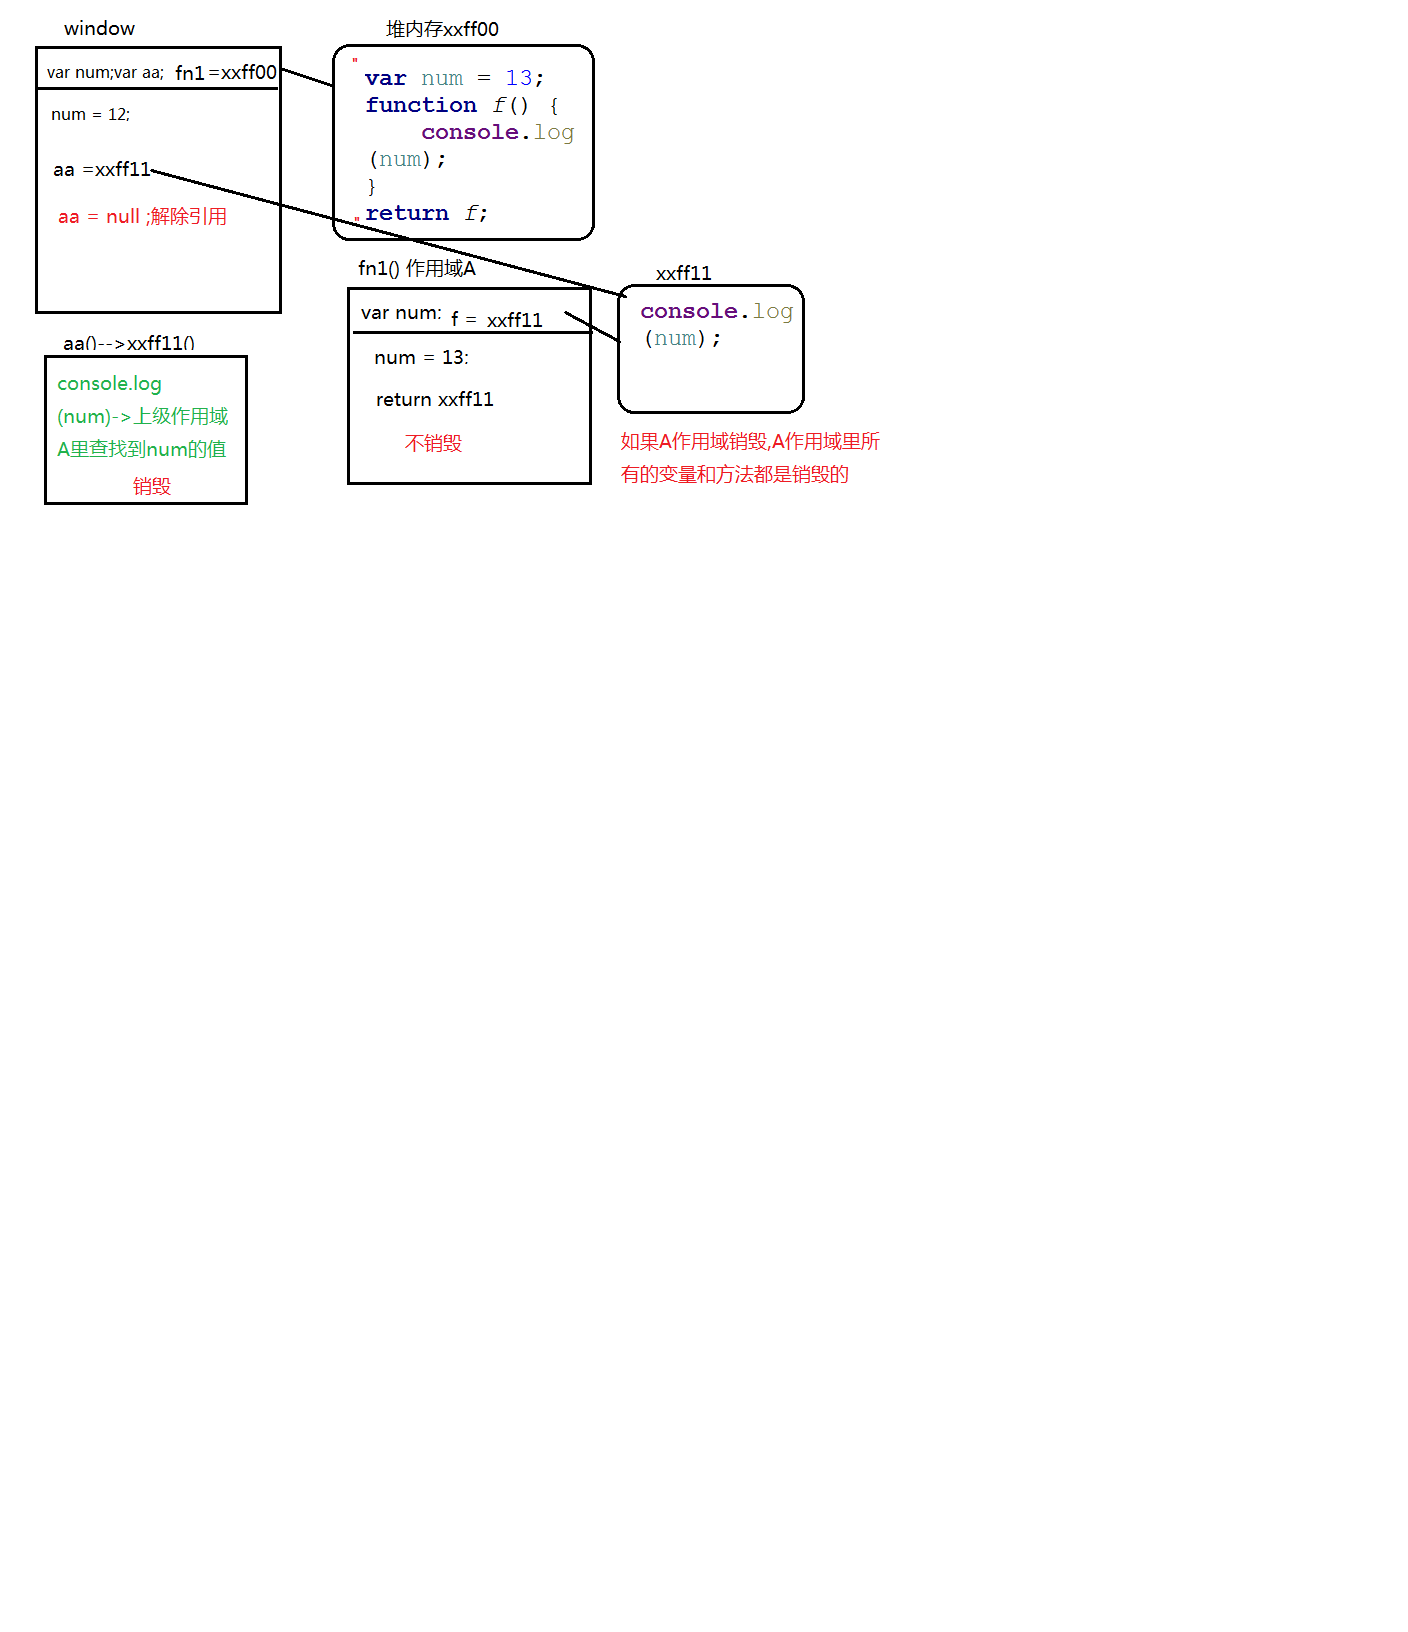 window
var num;var aa; fn1 =xxff00
num = 12;
aa =xxff11
aa = null ;解除引用
堆内存xxff00
"
var num = 13;
function f() {
console.log
(num);
}
" return f;
fn1() 作用域A
var num: f = xxff11
num = 13:
return xxff11
不销毁
xxff11
console.log
(num);
如果A作用域销毁,A作用域里所
有的变量和方法都是销毁的
aa()-->xxff11()
console.log
(num)->上级作用域
A里查找到num的值
销毁